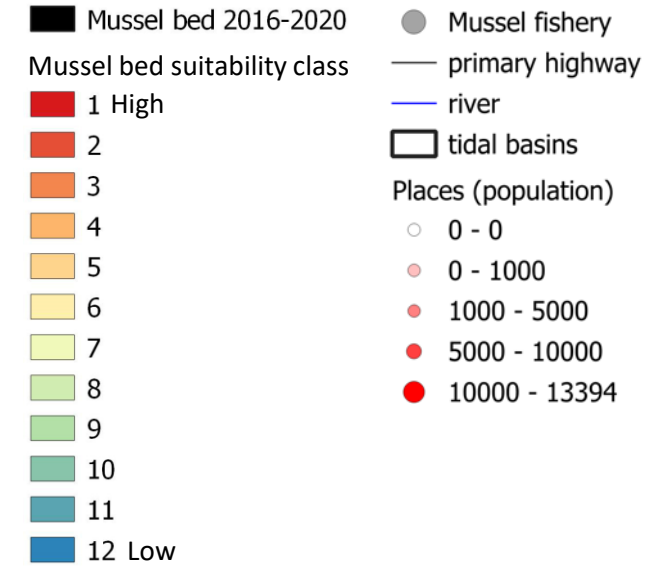 Mussel bed 2016-2020
Mussel bed suitability class
1 High
2
3
4
5
6
7
8
9
10
11
12 Low
Mussel fishery
primary highway
river
tidal basins
Places (population)
0 - 0
0 - 1000
1000 - 5000
5000 - 10000
10000 - 13394